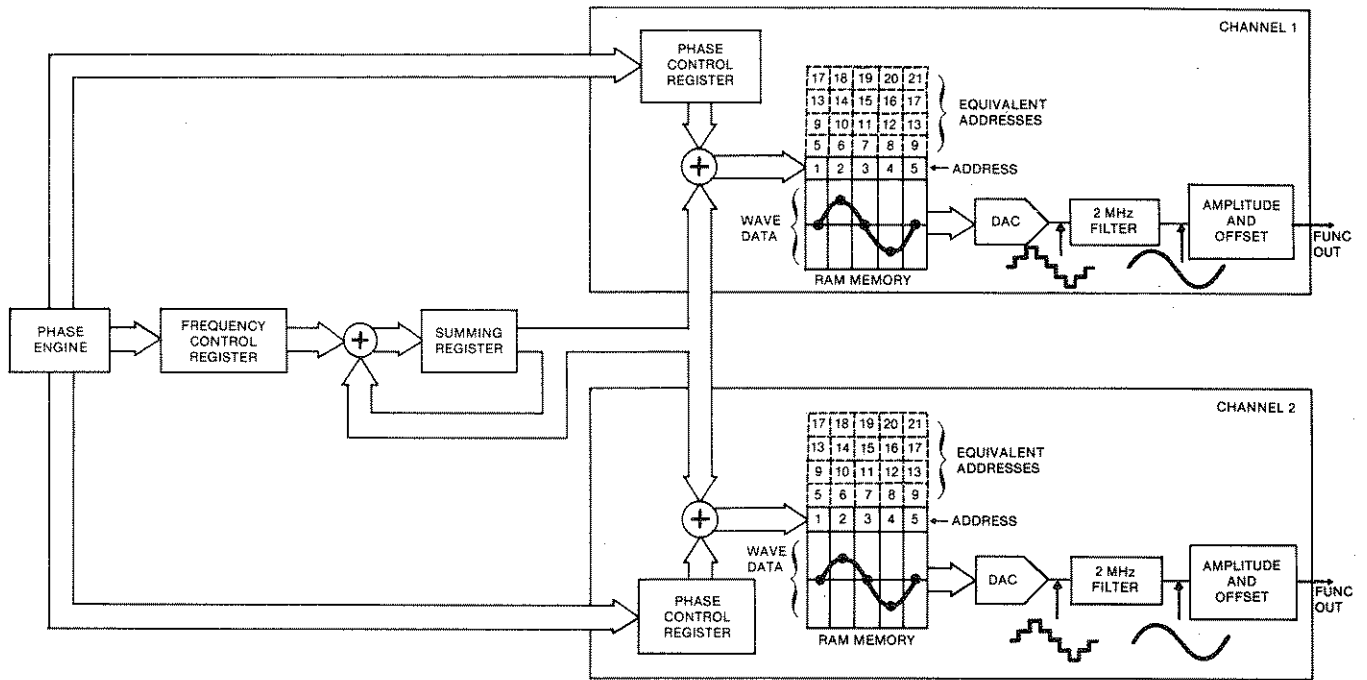 CHANNEL 1
PHASE
CONTROL
REGISTER
17 18 19 20 21
13 14 15 16 17
9 10 11 12 13
5 6 7 8 9
EQUIVALENT
ADDRESSES
+
1 2 3 4 5
ADDRESS
WAVE
DATA
RAM MEMORY
DAC
2 MHz
FILTER
AMPLITUDE
AND
OFFSET
FUNC
OUT
PHASE
ENGINE
FREQUENCY
CONTROL
REGISTER
+
SUMMING
REGISTER
CHANNEL 2
17 18 19 20 21
13 14 15 16 17
9 10 11 12 13
5 6 7 8 9
EQUIVALENT
ADDRESSES
+
1 2 3 4 5
ADDRESS
WAVE
DATA
RAM MEMORY
DAC
2 MHz
FILTER
AMPLITUDE
AND
OFFSET
FUNC
OUT
PHASE
CONTROL
REGISTER